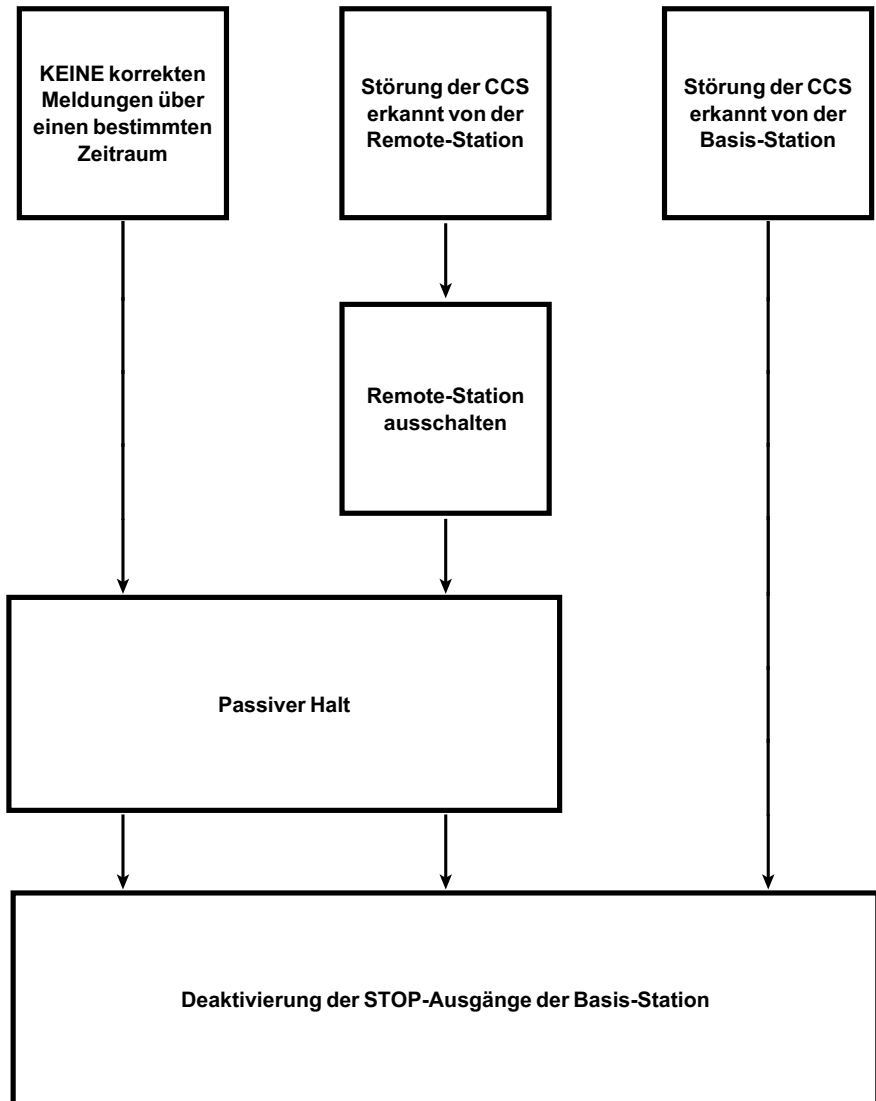 KEINE korrekten
Meldungen über
einen bestimmten
Zeitraum
Störung der CCS
erkannt von der
Remote-Station
Störung der CCS
erkannt von der
Basis-Station
Remote-Station
ausschalten
Passiver Halt
Deaktivierung der STOP-Ausgänge der Basis-Station